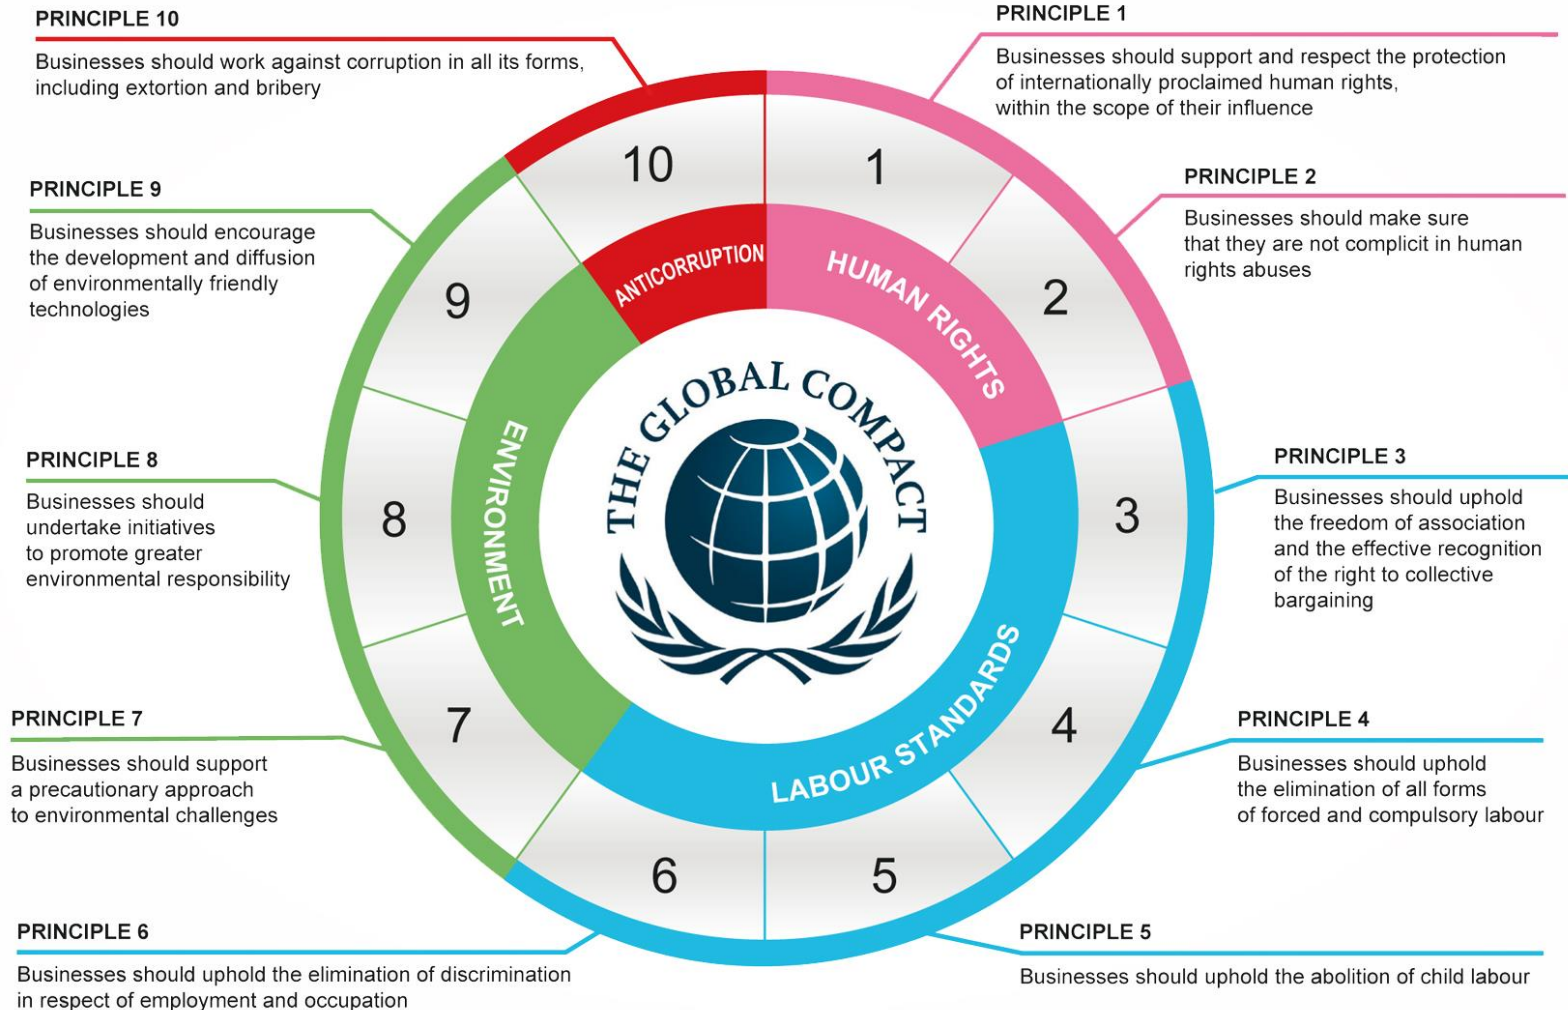 PRINCIPLE 10
Businesses should work against corruption in all its forms,
including extortion and bribery
PRINCIPLE 1
Businesses should support and respect the protection
of internationally proclaimed human rights,
within the scope of their influence
PRINCIPLE 9
Businesses should encourage
the development and diffusion
of environmentally friendly
technologies
PRINCIPLE 2
Businesses should make sure
that they are not complicit in human
rights abuses
PRINCIPLE 8
Businesses should
undertake initiatives
to promote greater
environmental responsibility
PRINCIPLE 3
Businesses should uphold
the freedom of association
and the effective recognition
of the right to collective
bargaining
PRINCIPLE 7
Businesses should support
a precautionary approach
to environmental challenges
PRINCIPLE 4
Businesses should uphold
the elimination of all forms
of forced and compulsory labour
PRINCIPLE 6
Businesses should uphold the elimination of discrimination
in respect of employment and occupation
PRINCIPLE 5
Businesses should uphold the abolition of child labour
10
1
9
2
8
3
7
4
6
5
ANTICORRUPTION
HUMAN RIGHTS
ENVIRONMENT
LABOUR STANDARDS
THE GLOBAL COMPACT